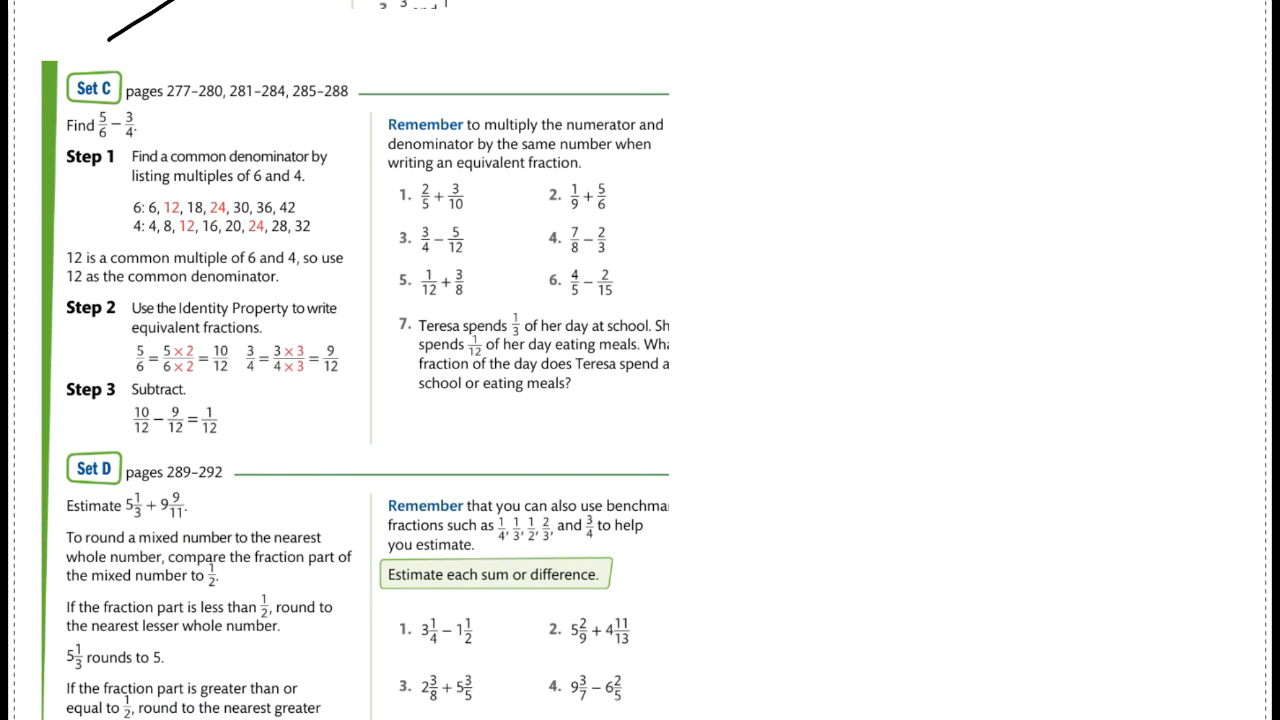 Set C pages 277–280, 281–284, 285–288
Find 5/6 − 3/4.
Step 1 Find a common denominator by
listing multiples of 6 and 4.
6: 6, 12, 18, 24, 30, 36, 42
4: 4, 8, 12, 16, 20, 24, 28, 32
12 is a common multiple of 6 and 4, so use
12 as the common denominator.
Step 2 Use the Identity Property to write
equivalent fractions.
5/6 = 5 × 2/6 × 2 = 10/12 3/4 = 3 × 3/4 × 3 = 9/12
Step 3 Subtract.
10/12 − 9/12 = 1/12
Remember to multiply the numerator and
denominator by the same number when
writing an equivalent fraction.
1. 2/5 + 3/10 2. 1/9 + 5/6
3. 3/4 − 5/12 4. 7/8 − 2/3
5. 1/12 + 3/8 6. 4/5 − 2/15
7. Teresa spends 1/3 of her day at school. Sh
spends 1/12 of her day eating meals. Wha
fraction of the day does Teresa spend a
school or eating meals?
Set D pages 289–292
Estimate 5 1/3 + 9 9/11.
To round a mixed number to the nearest
whole number, compare the fraction part of
the mixed number to 1/2.
If the fraction part is less than 1/2, round to
the nearest lesser whole number.
5 1/3 rounds to 5.
If the fraction part is greater than or
equal to 1/2, round to the nearest greater
Remember that you can also use benchma
fractions such as 1/4, 1/3, 1/2, 2/3, and 3/4 to help
you estimate.
Estimate each sum or difference.
1. 3 1/4 − 1 1/2 2. 5 2/9 + 4 11/13
3. 2 3/8 + 5 3/5 4. 9 3/7 − 6 2/5